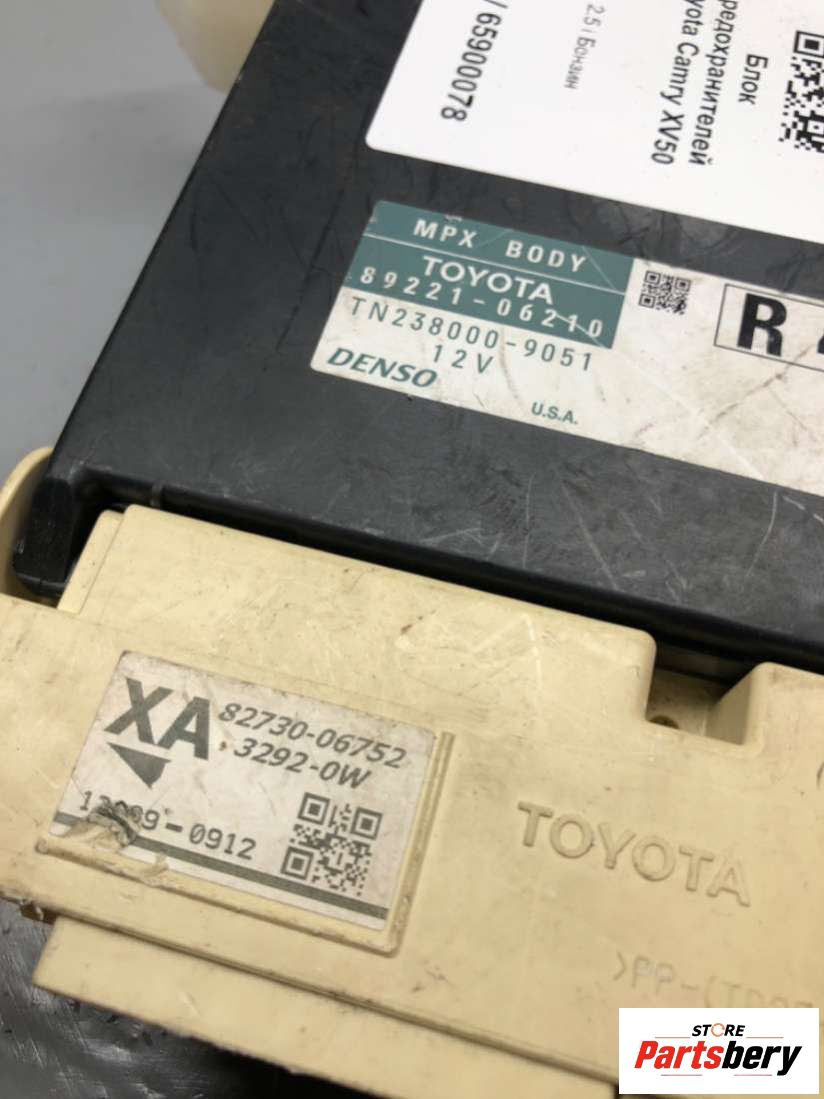 Блок
редохранителей
yota Camry XV50
2.5 i Бензин
/ 65900078
MPX BODY
TOYOTA
89221-06210
TN238000-9051
12V
DENSO
U.S.A.
R
XA
82730-06752
.3292-0W
-0912
TOYOTA
STORE
Partsbery